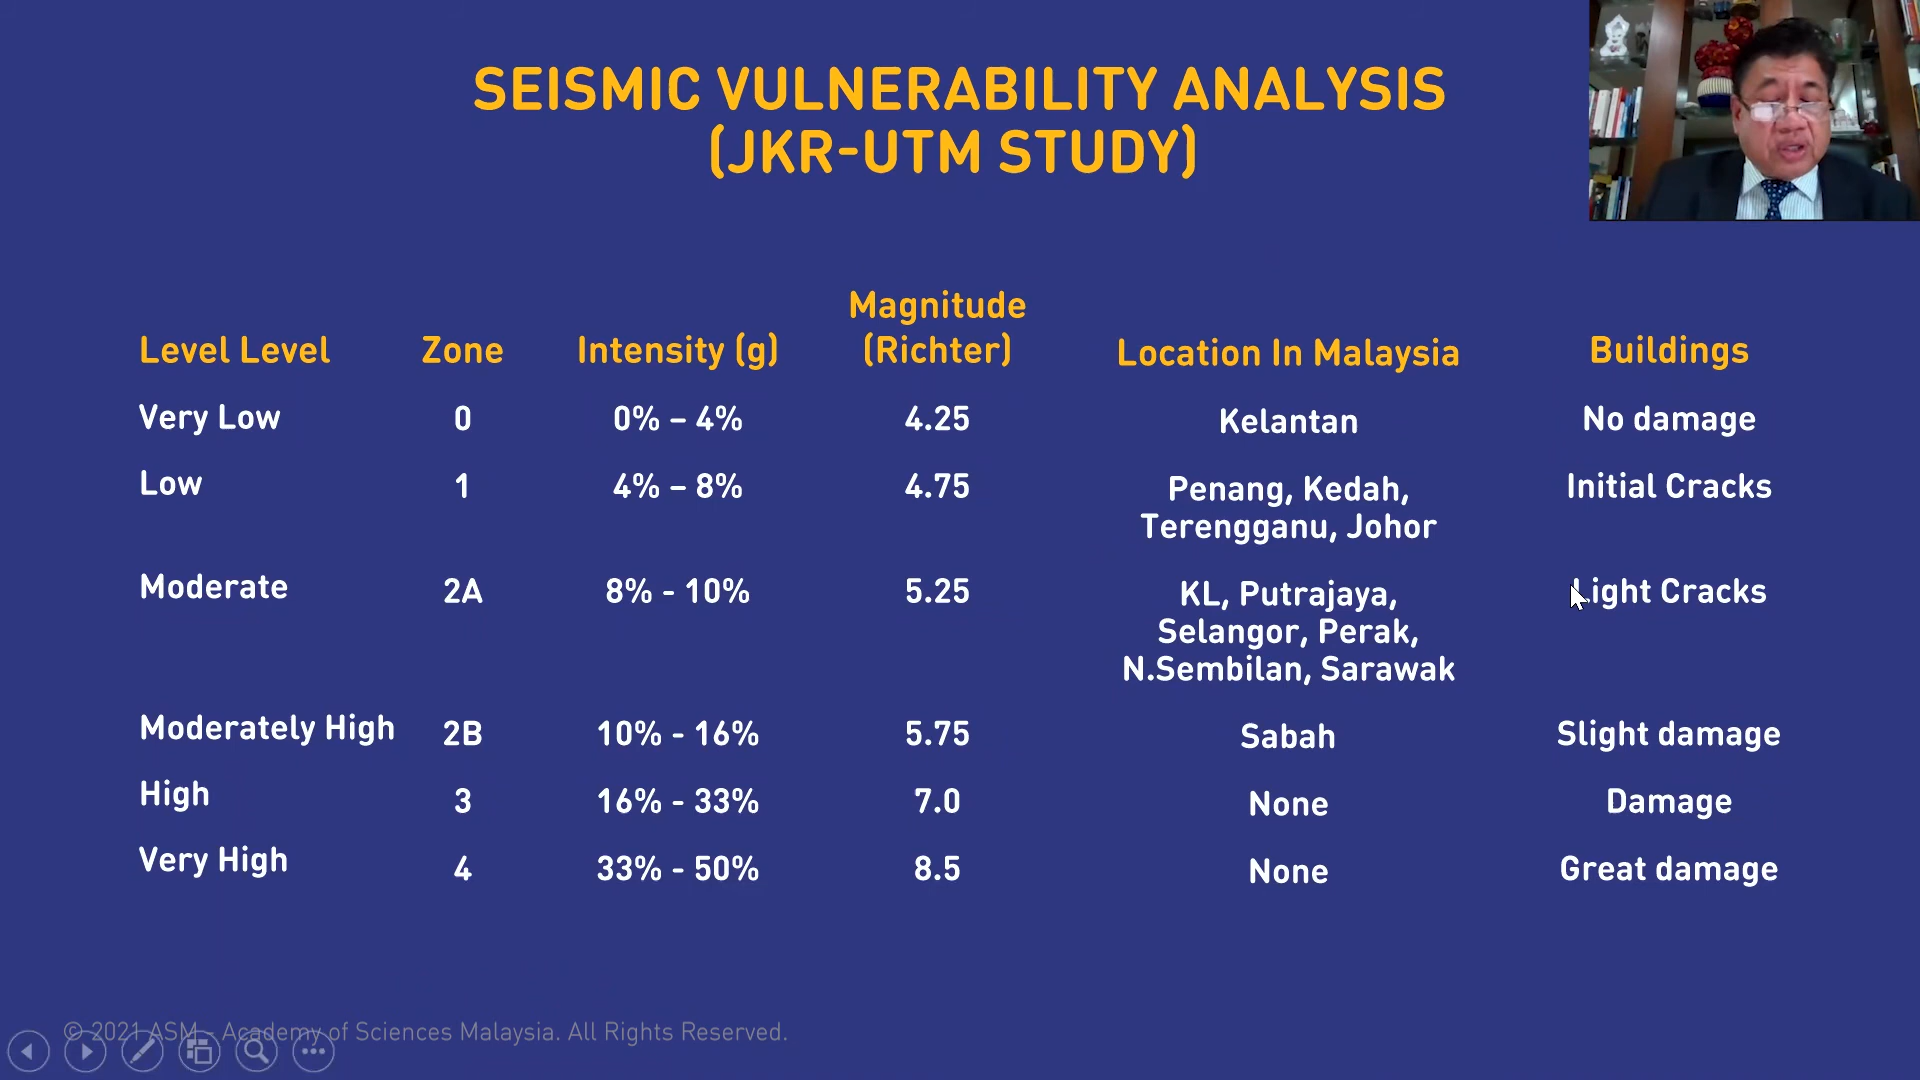 SEISMIC VULNERABILITY ANALYSIS
(JKR-UTM STUDY)
Level Level Zone Intensity (g) Magnitude (Richter) Location In Malaysia Buildings
Very Low 0 0% – 4% 4.25 Kelantan No damage
Low 1 4% – 8% 4.75 Penang, Kedah, Initial Cracks
Terengganu, Johor
Moderate 2A 8% - 10% 5.25 KL, Putrajaya, Light Cracks
Selangor, Perak,
N.Sembilan, Sarawak
Moderately High 2B 10% - 16% 5.75 Sabah Slight damage
High 3 16% - 33% 7.0 None Damage
Very High 4 33% - 50% 8.5 None Great damage
© 2021 ASM - Academy of Sciences Malaysia. All Rights Reserved.